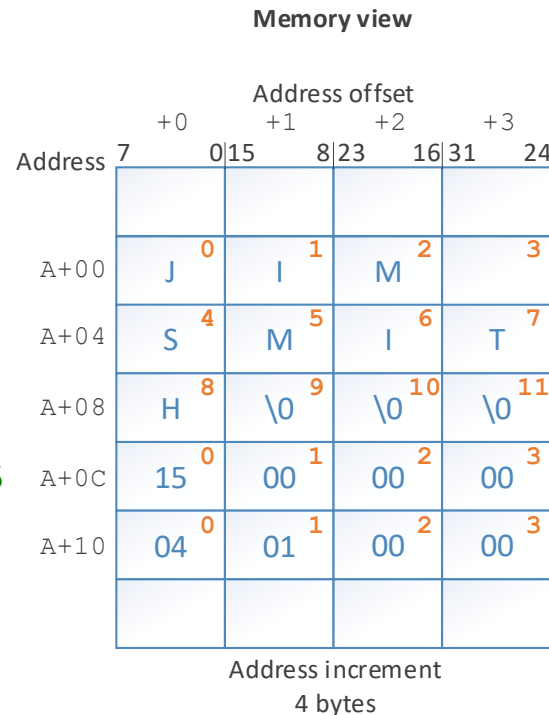 Memory view
Address offset
+0 +1 +2 +3
Address 7 0|15 8|23 16|31 24
A+00 J 0 I 1 M 2 3
A+04 S 4 M 5 I 6 T 7
A+08 H 8 \0 9 \0 10 \0 11
A+0C 15 0 00 1 00 2 00 3
A+10 04 0 01 1 00 2 00 3
Address increment
4 bytes